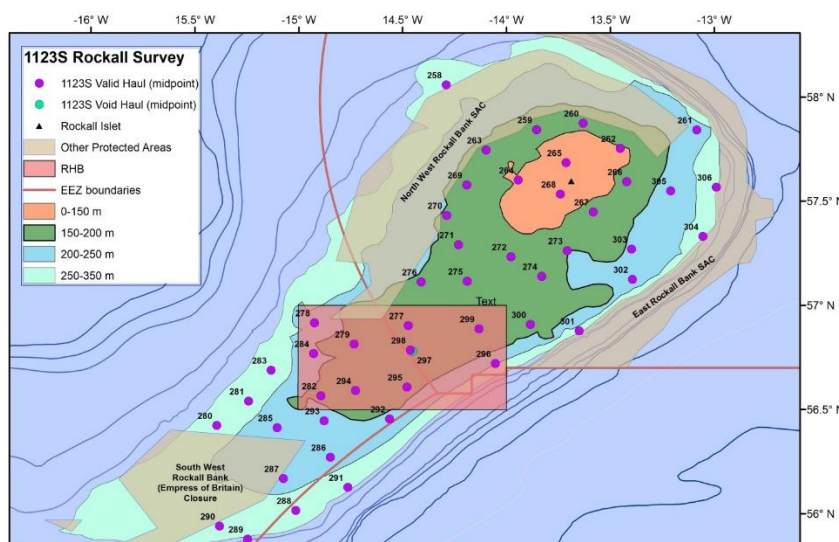 -16° W
-15.5°
-15° W
-14.5°
-14° W
-13.5°
-13° W
1123S Rockall Survey
1123S Valid Haul (midpoint)
1123S Void Haul (midpoint)
Rockall Islet
Other Protected Areas
RHB
EEZ boundaries
0-150 m
150-200 m
200-250 m
250-350 m
58° N
57.5°
57° N
56.5°
56° N
North West Rockall Bank SAC
East Rockall Bank SAC
South West
Rockall Bank
(Empress of Britain)
Closure
Text
258
259
260
261
262
263
264
265
266
267
268
269
270
271
272
273
274
275
276
277
278
279
280
281
282
283
284
285
286
287
288
289
290
291
292
293
294
295
296
297
298
299
300
301
302
303
304
305
306